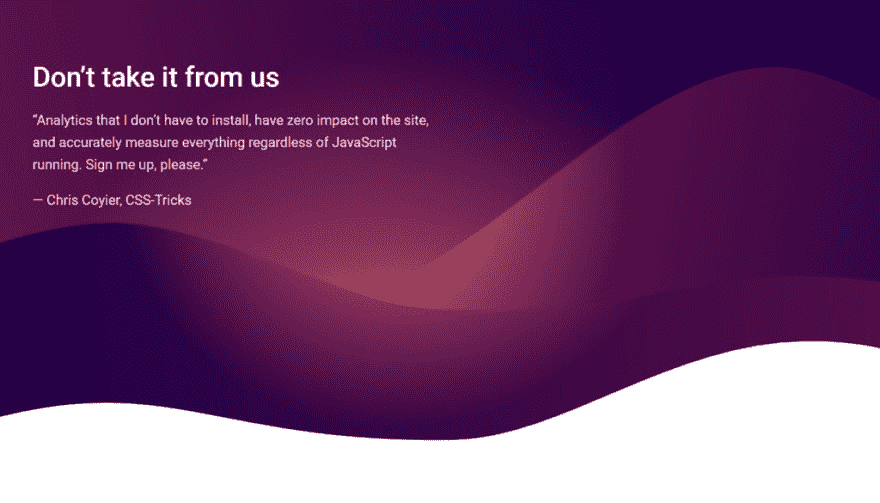 Don’t take it from us
“Analytics that I don’t have to install, have zero impact on the site,
and accurately measure everything regardless of JavaScript
running. Sign me up, please.”
— Chris Coyier, CSS-Tricks